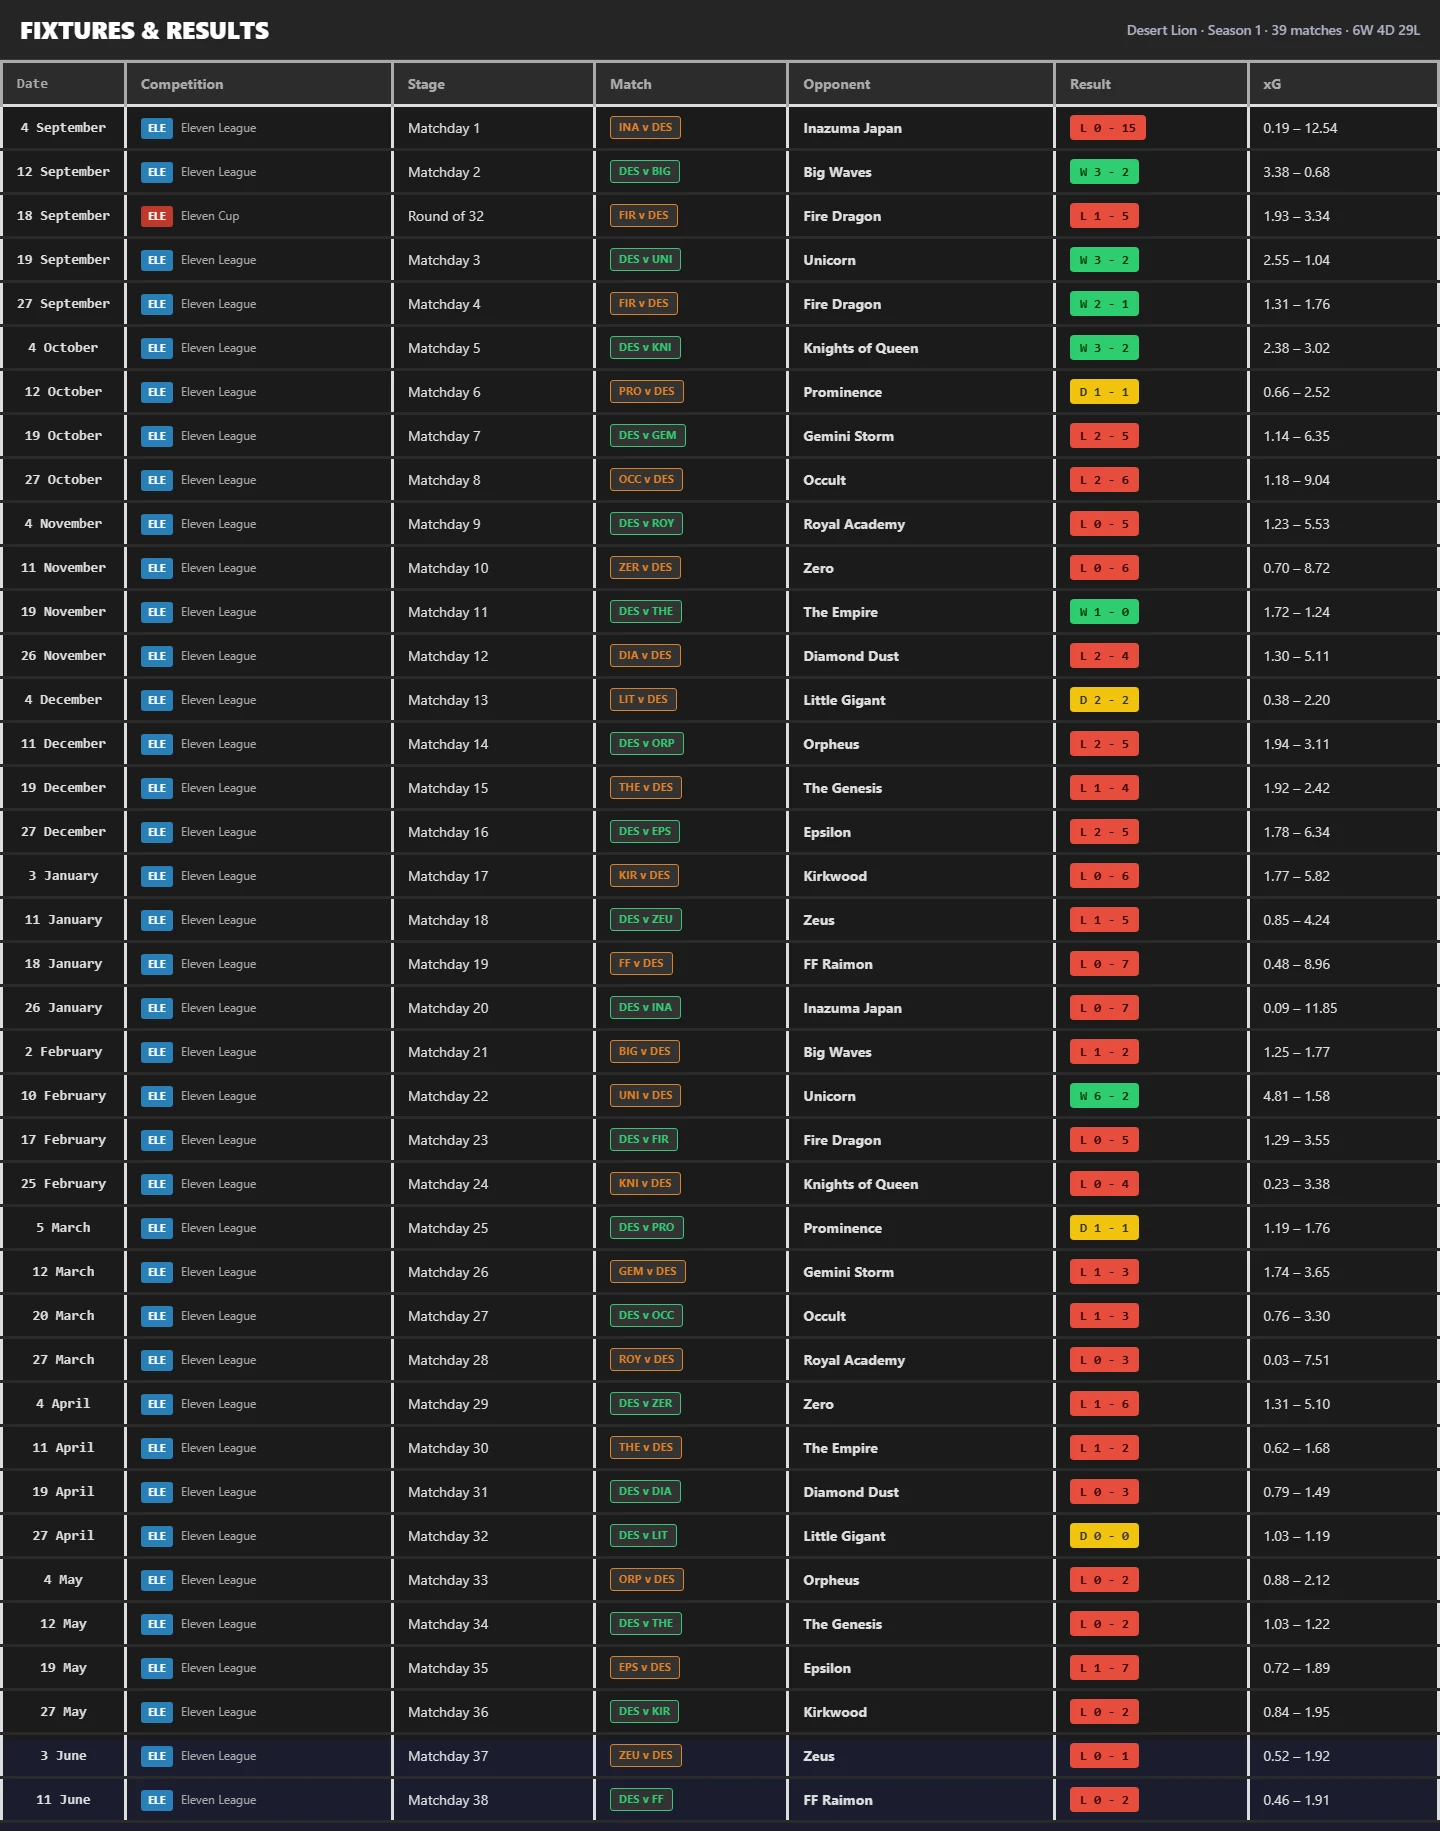 FIXTURES & RESULTS Desert Lion · Season 1 · 39 matches · 6W 4D 29L
Date Competition Stage Match Opponent Result xG
4 September ELE Eleven League Matchday 1 INA v DES Inazuma Japan L 0 - 15 0.19 – 12.54
12 September ELE Eleven League Matchday 2 DES v BIG Big Waves W 3 - 2 3.38 – 0.68
18 September ELE Eleven Cup Round of 32 FIR v DES Fire Dragon L 1 - 5 1.93 – 3.34
19 September ELE Eleven League Matchday 3 DES v UNI Unicorn W 3 - 2 2.55 – 1.04
27 September ELE Eleven League Matchday 4 FIR v DES Fire Dragon W 2 - 1 1.31 – 1.76
4 October ELE Eleven League Matchday 5 DES v KNI Knights of Queen W 3 - 2 2.38 – 3.02
12 October ELE Eleven League Matchday 6 PRO v DES Prominence D 1 - 1 0.66 – 2.52
19 October ELE Eleven League Matchday 7 DES v GEM Gemini Storm L 2 - 5 1.14 – 6.35
27 October ELE Eleven League Matchday 8 OCC v DES Occult L 2 - 6 1.18 – 9.04
4 November ELE Eleven League Matchday 9 DES v ROY Royal Academy L 0 - 5 1.23 – 5.53
11 November ELE Eleven League Matchday 10 ZER v DES Zero L 0 - 6 0.70 – 8.72
19 November ELE Eleven League Matchday 11 DES v THE The Empire W 1 - 0 1.72 – 1.24
26 November ELE Eleven League Matchday 12 DIA v DES Diamond Dust L 2 - 4 1.30 – 5.11
4 December ELE Eleven League Matchday 13 LIT v DES Little Gigant D 2 - 2 0.38 – 2.20
11 December ELE Eleven League Matchday 14 DES v ORP Orpheus L 2 - 5 1.94 – 3.11
19 December ELE Eleven League Matchday 15 THE v DES The Genesis L 1 - 4 1.92 – 2.42
27 December ELE Eleven League Matchday 16 DES v EPS Epsilon L 2 - 5 1.78 – 6.34
3 January ELE Eleven League Matchday 17 KIR v DES Kirkwood L 0 - 6 1.77 – 5.82
11 January ELE Eleven League Matchday 18 DES v ZEU Zeus L 1 - 5 0.85 – 4.24
18 January ELE Eleven League Matchday 19 FF v DES FF Raimon L 0 - 7 0.48 – 8.96
26 January ELE Eleven League Matchday 20 DES v INA Inazuma Japan L 0 - 7 0.09 – 11.85
2 February ELE Eleven League Matchday 21 BIG v DES Big Waves L 1 - 2 1.25 – 1.77
10 February ELE Eleven League Matchday 22 UNI v DES Unicorn W 6 - 2 4.81 – 1.58
17 February ELE Eleven League Matchday 23 DES v FIR Fire Dragon L 0 - 5 1.29 – 3.55
25 February ELE Eleven League Matchday 24 KNI v DES Knights of Queen L 0 - 4 0.23 – 3.38
5 March ELE Eleven League Matchday 25 DES v PRO Prominence D 1 - 1 1.19 – 1.76
12 March ELE Eleven League Matchday 26 GEM v DES Gemini Storm L 1 - 3 1.74 – 3.65
20 March ELE Eleven League Matchday 27 DES v OCC Occult L 1 - 3 0.76 – 3.30
27 March ELE Eleven League Matchday 28 ROY v DES Royal Academy L 0 - 3 0.03 – 7.51
4 April ELE Eleven League Matchday 29 DES v ZER Zero L 1 - 6 1.31 – 5.10
11 April ELE Eleven League Matchday 30 THE v DES The Empire L 1 - 2 0.62 – 1.68
19 April ELE Eleven League Matchday 31 DES v DIA Diamond Dust L 0 - 3 0.79 – 1.49
27 April ELE Eleven League Matchday 32 DES v LIT Little Gigant D 0 - 0 1.03 – 1.19
4 May ELE Eleven League Matchday 33 ORP v DES Orpheus L 0 - 2 0.88 – 2.12
12 May ELE Eleven League Matchday 34 DES v THE The Genesis L 0 - 2 1.03 – 1.22
19 May ELE Eleven League Matchday 35 EPS v DES Epsilon L 1 - 7 0.72 – 1.89
27 May ELE Eleven League Matchday 36 DES v KIR Kirkwood L 0 - 2 0.84 – 1.95
3 June ELE Eleven League Matchday 37 ZEU v DES Zeus L 0 - 1 0.52 – 1.92
11 June ELE Eleven League Matchday 38 DES v FF FF Raimon L 0 - 2 0.46 – 1.91